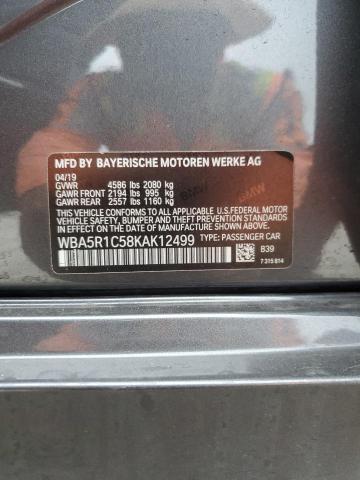 MFD BY BAYERISCHE MOTOREN WERKE AG
04/19
GVWR 4586 lbs 2080 kg
GAWR FRONT 2194 lbs 995 kg
GAWR REAR 2557 lbs 1160 kg
THIS VEHICLE CONFORMS TO ALL APPLICABLE U.S.FEDERAL MOTOR
VEHICLE SAFETY, BUMPER, AND THEFT PREVENTION STANDARDS IN
EFFECT ON THE DATE OF MANUFACTURE SHOWN ABOVE.
WBA5R1C58KAK12499 TYPE: PASSENGER CAR
B39
7 315 814